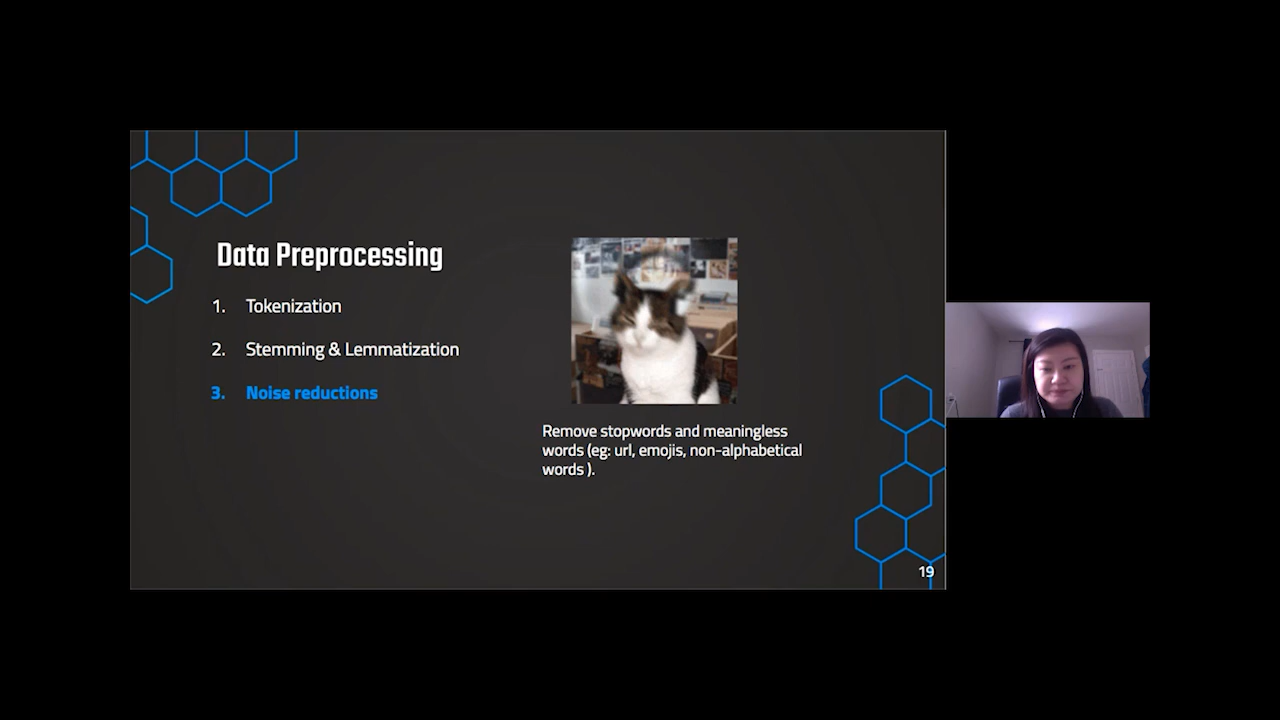 Data Preprocessing
1. Tokenization
2. Stemming & Lemmatization
3. Noise reductions
Remove stopwords and meaningless
words (eg: url, emojis, non-alphabetical
words ).
19